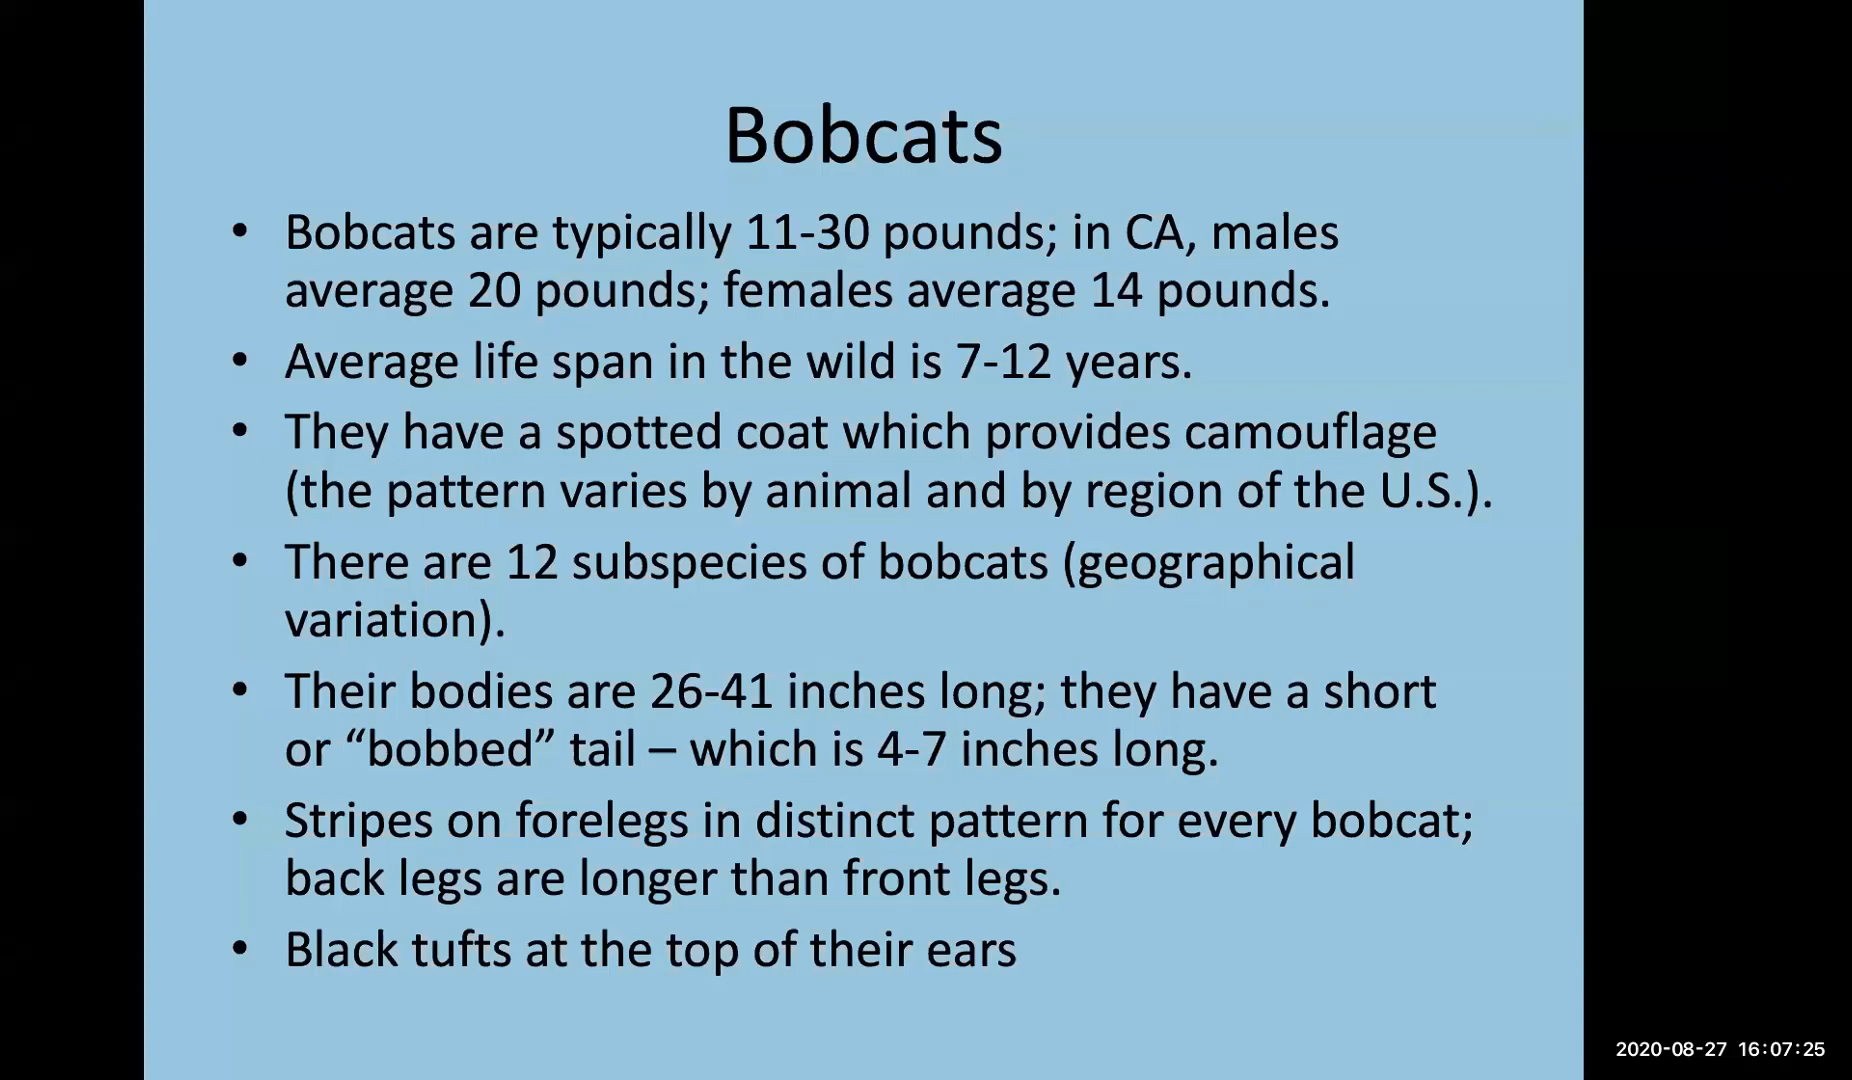 Bobcats
• Bobcats are typically 11-30 pounds; in CA, males
average 20 pounds; females average 14 pounds.
• Average life span in the wild is 7-12 years.
• They have a spotted coat which provides camouflage
(the pattern varies by animal and by region of the U.S.).
• There are 12 subspecies of bobcats (geographical
variation).
• Their bodies are 26-41 inches long; they have a short
or “bobbed” tail – which is 4-7 inches long.
• Stripes on forelegs in distinct pattern for every bobcat;
back legs are longer than front legs.
• Black tufts at the top of their ears
2020-08-27 16:07:25